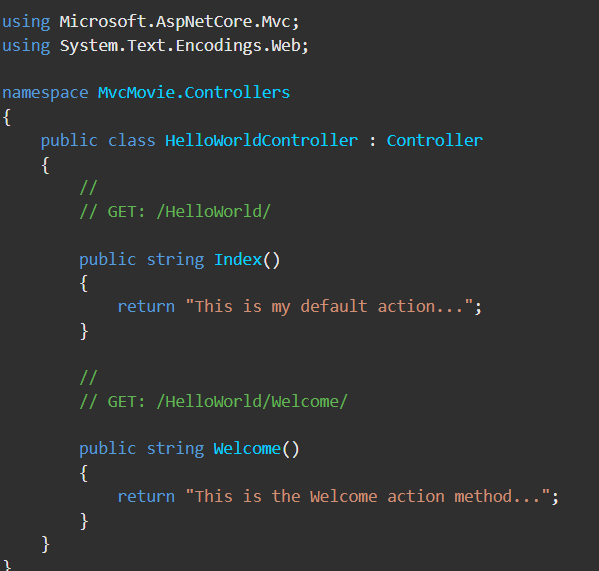 using Microsoft.AspNetCore.Mvc;
using System.Text.Encodings.Web;

namespace MvcMovie.Controllers
{
    public class HelloWorldController : Controller
    {
        //
        // GET: /HelloWorld/

        public string Index()
        {
            return "This is my default action...";
        }

        //
        // GET: /HelloWorld/Welcome/

        public string Welcome()
        {
            return "This is the Welcome action method...";
        }
    }
}